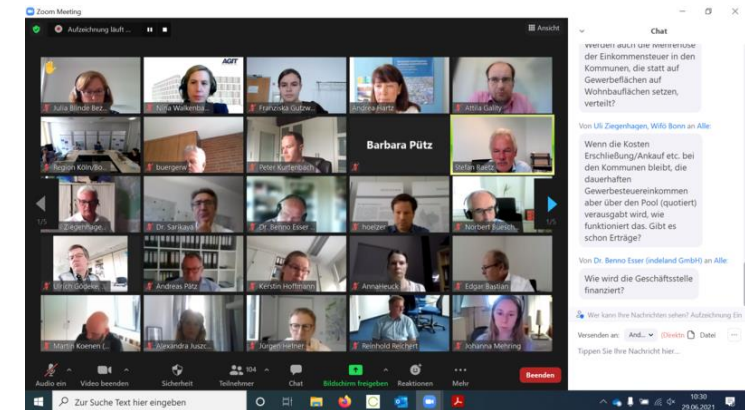 Zoom Meeting
Aufzeichnung läuft ...
Ansicht
AGIT
Julia Blinde Bez...
Nina Walkenba...
Franziska Gutzw...
Andrea Hartz
Attila Gality
Region Köln/Bo...
buergerw...
Peter Kurtenbach
Barbara Pütz
Stefan Raetz
1/5
Ziegenhage...
Dr. Sarikaya
Dr. Benno Esser ...
hoelzer
Norbert Buenich...
1/5
Ulrich Gödeke, ...
Andreas Pätz
Kerstin Hoffmann
AnnaHeuck
Edgar Bastian
Martin Koenen (...
Alexandra Juszc...
Jürgen Hefner
Reinhold Reichert
Johanna Mehring
Audio ein
Video beenden
Sicherheit
104
Teilnehmer
Chat
Bildschirm freigeben
Reaktionen
Mehr
Beenden
Chat
Werden auch die Mehrerlöse
der Einkommensteuer in den
Kommunen, die statt auf
Gewerbeflächen auf
Wohnbauflächen setzen,
verteilt?
Von Uli Ziegenhagen, Wifö Bonn an Alle:
Wenn die Kosten
Erschließung/Ankauf etc. bei
den Kommunen bleibt, die
dauerhaften
Gewerbesteuereinkommen
aber über den Pool (quotiert)
verausgabt wird, wie
funktioniert das. Gibt es
schon Erträge?
Von Dr. Benno Esser (indeland GmbH) an Alle:
Wie wird die Geschäftsstelle
finanziert?
Wer kann Ihre Nachrichten sehen? Aufzeichnung Ein
Versenden an: And...
(Direktn
Datei
Tippen Sie Ihre Nachricht hier...
Zur Suche Text hier eingeben
10:30
29.06.2021